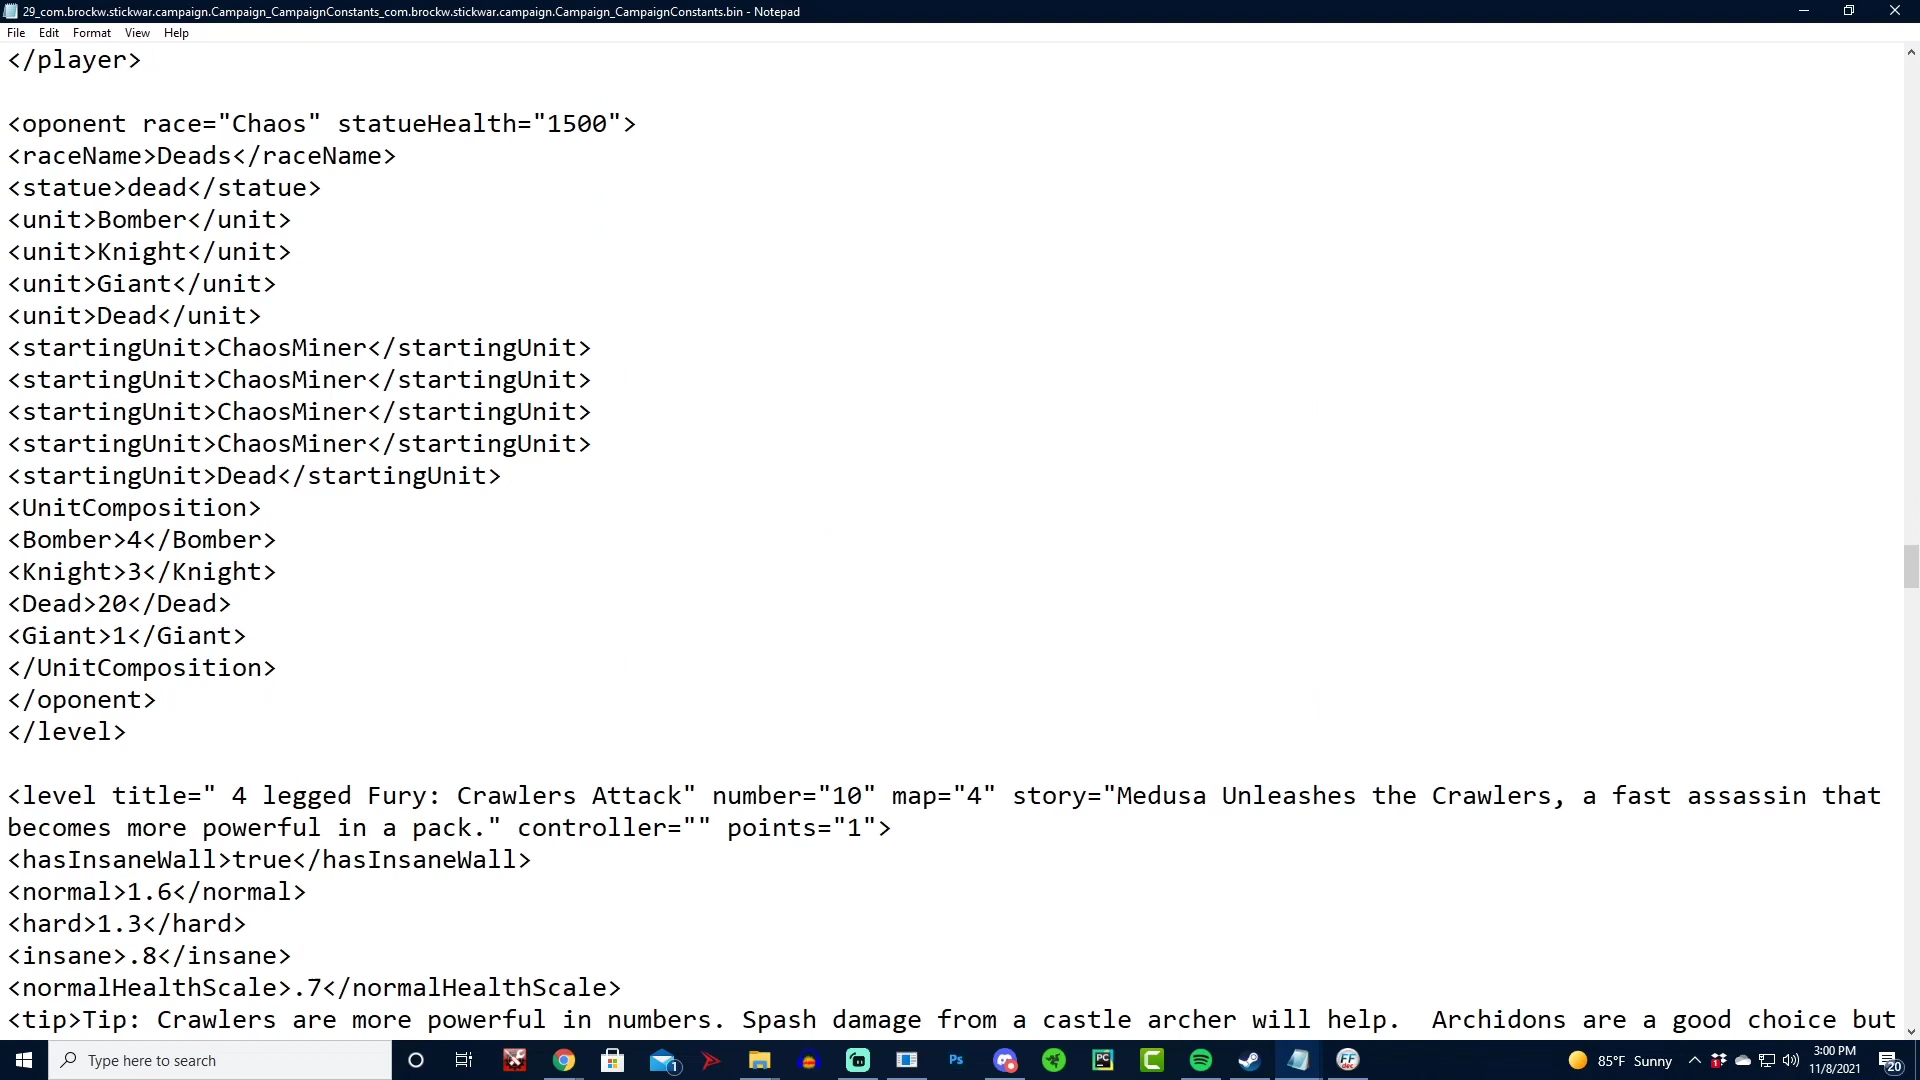 29_com.brockw.stickwar.campaign.Campaign_CampaignConstants_com.brockw.stickwar.campaign.Campaign_CampaignConstants.bin - Notepad
File Edit Format View Help
</player>
<oponent race="Chaos" statueHealth="1500">
<raceName>Deads</raceName>
<statue>dead</statue>
<unit>Bomber</unit>
<unit>Knight</unit>
<unit>Giant</unit>
<unit>Dead</unit>
<startingUnit>ChaosMiner</startingUnit>
<startingUnit>ChaosMiner</startingUnit>
<startingUnit>ChaosMiner</startingUnit>
<startingUnit>ChaosMiner</startingUnit>
<startingUnit>Dead</startingUnit>
<UnitComposition>
<Bomber>4</Bomber>
<Knight>3</Knight>
<Dead>20</Dead>
<Giant>1</Giant>
</UnitComposition>
</oponent>
</level>
<level title=" 4 legged Fury: Crawlers Attack" number="10" map="4" story="Medusa Unleashes the Crawlers, a fast assassin that
becomes more powerful in a pack." controller="" points="1">
<hasInsaneWall>true</hasInsaneWall>
<normal>1.6</normal>
<hard>1.3</hard>
<insane>.8</insane>
<normalHealthScale>.7</normalHealthScale>
<tip>Tip: Crawlers are more powerful in numbers. Spash damage from a castle archer will help.  Archidons are a good choice but
Type here to search
1
Ps
PC
C
FF
dec
85°F Sunny
3:00 PM
11/8/2021
20